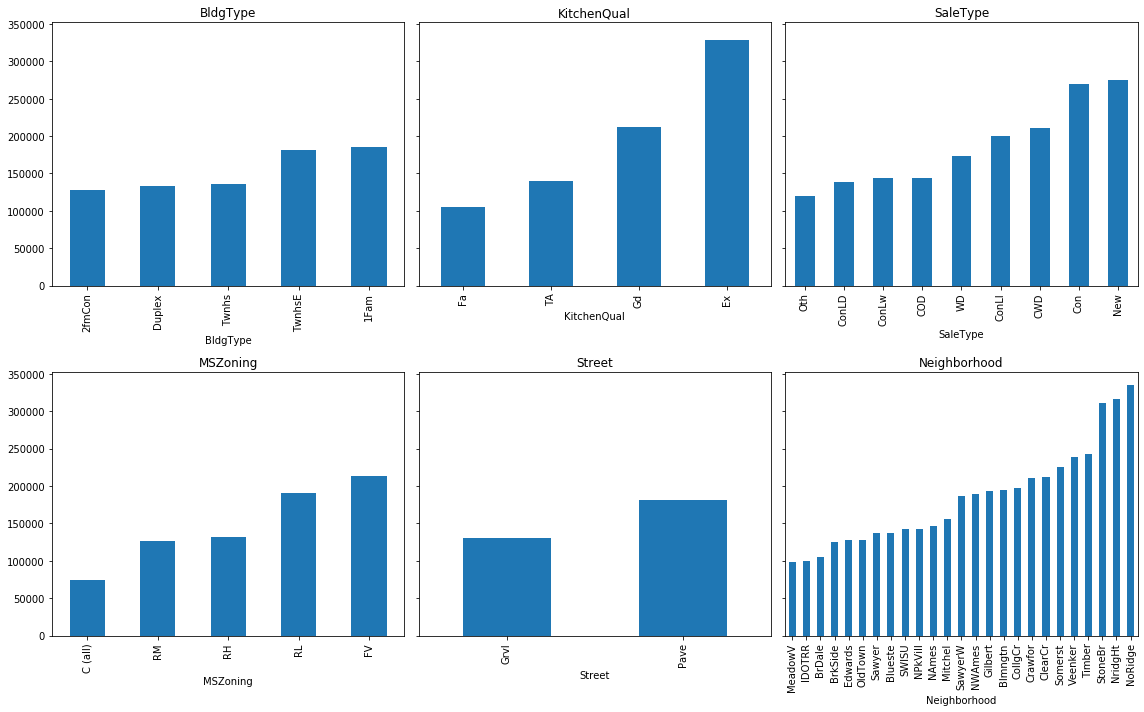 BldgType
KitchenQual
SaleType
350000
300000
250000
200000
150000
100000
50000
0
2fmCon
Duplex
Twnhs
TwnhsE
1Fam
BldgType
Fa
TA
Gd
Ex
KitchenQual
Oth
ConLD
ConLw
COD
WD
ConLI
CWD
Con
New
SaleType
MSZoning
Street
Neighborhood
350000
300000
250000
200000
150000
100000
50000
0
C (all)
RM
RH
RL
FV
MSZoning
Grvl
Pave
Street
MeadowV
IDOTRR
BrDale
BrkSide
Edwards
OldTown
Sawyer
Blueste
SWISU
NPkVill
NAmes
Mitchel
SawyerW
NWAmes
Gilbert
Blmngtn
CollgCr
Crawfor
ClearCr
Somerst
Veenker
Timber
StoneBr
NridgHt
NoRidge
Neighborhood